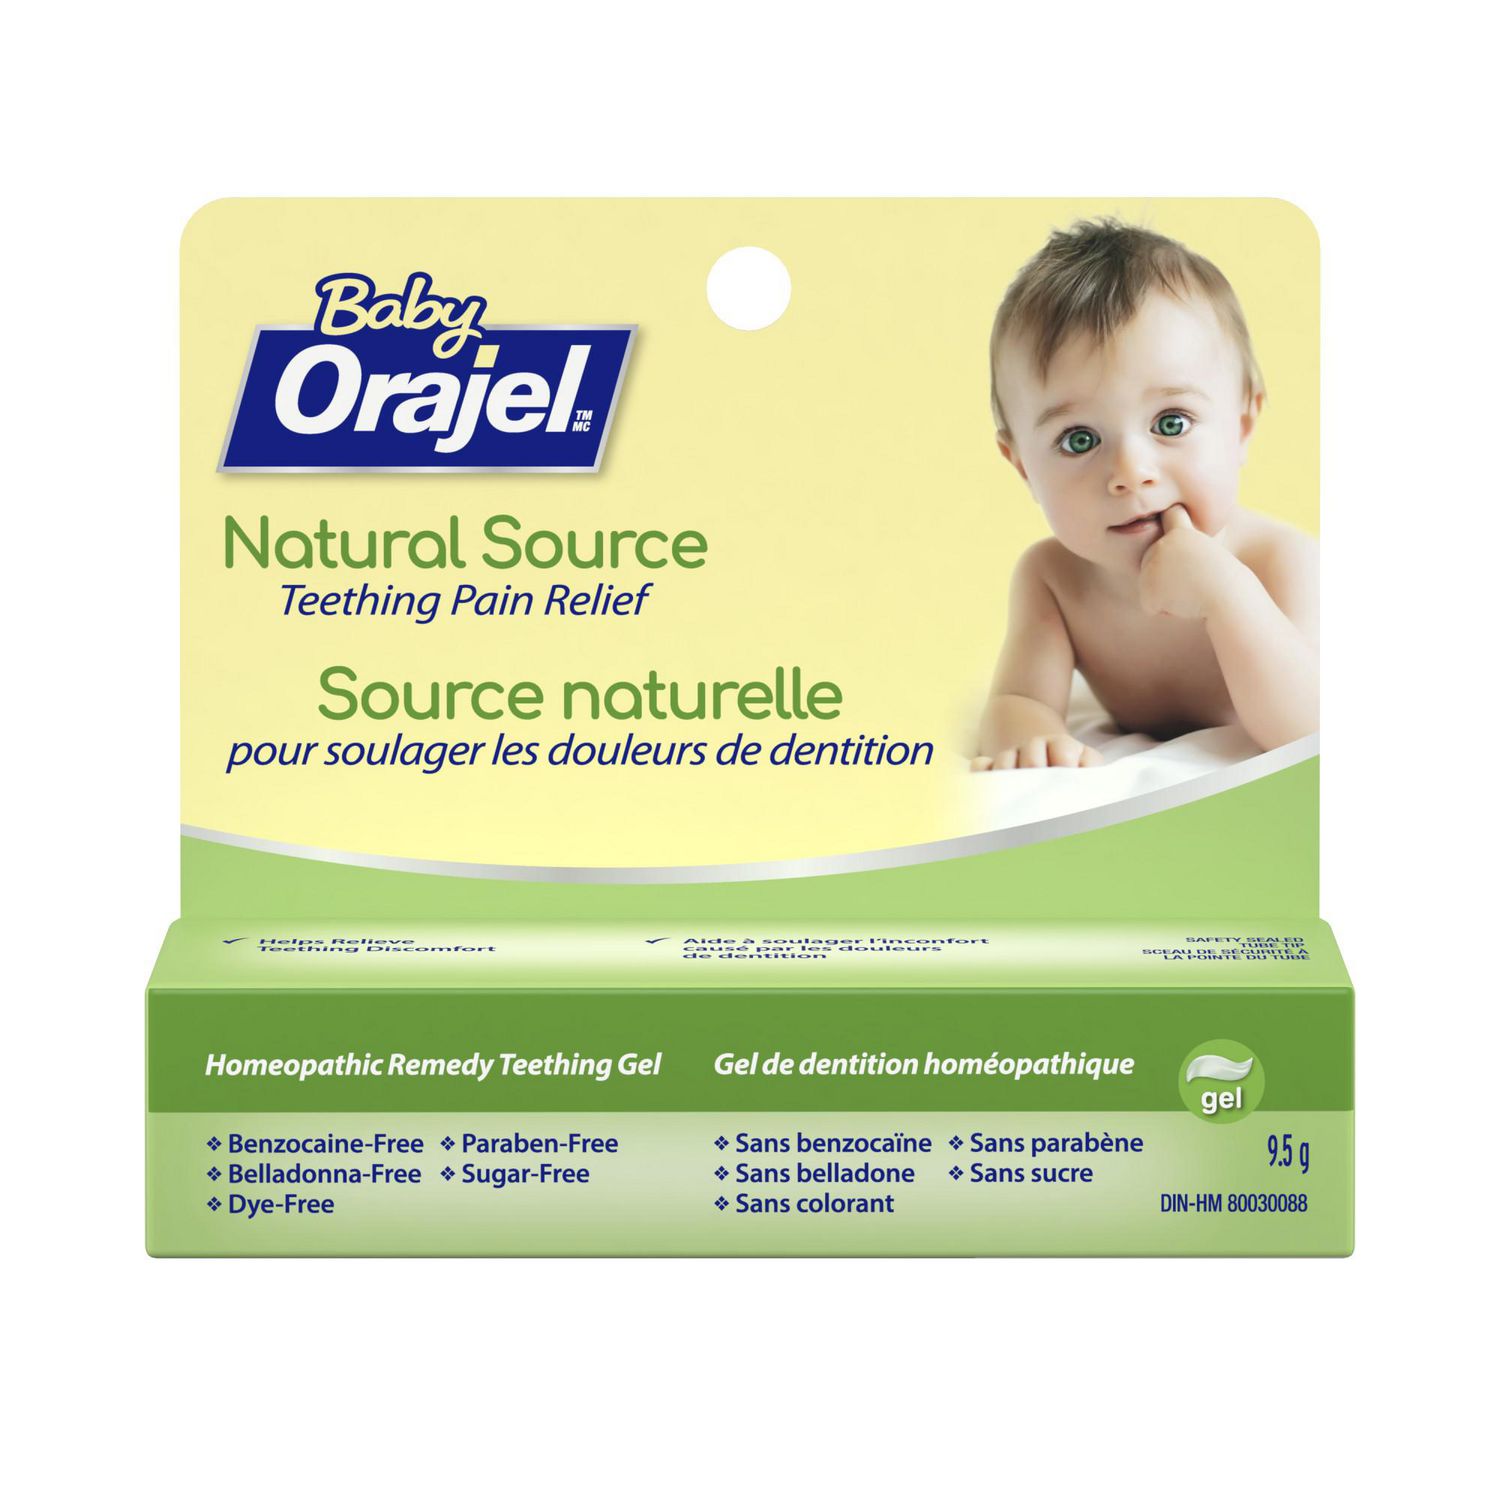 Baby
Orajel TM MC
Natural Source
Teething Pain Relief
Source naturelle
pour soulager les douleurs de dentition
✓ Helps Relieve
Teething Discomfort
✓ Aide à soulager l'inconfort
causé par les douleurs
de dentition
SAFETY SEALED
TUBE TIP
SCEAU DE SÉCURITÉ À
LA POINTE DU TUBE
Homeopathic Remedy Teething Gel
Gel de dentition homéopathique
gel
❖ Benzocaine-Free ❖ Paraben-Free
❖ Belladonna-Free ❖ Sugar-Free
❖ Dye-Free
❖ Sans benzocaïne ❖ Sans parabène
❖ Sans belladone ❖ Sans sucre
❖ Sans colorant
9.5 g
DIN-HM 80030088